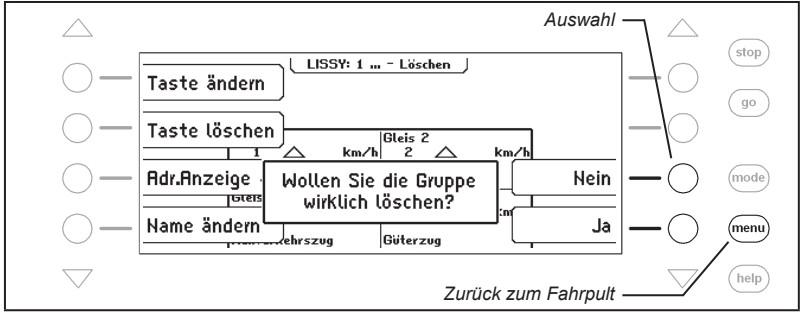 Auswahl
stop
LISSY: 1 ... - Löschen
Taste ändern
go
Taste löschen
Gleis 2
1 km/h 2 km/h
Adr.Anzeige
Wollen Sie die Gruppe
wirklich löschen?
Nein
mode
Gleis
Name ändern
Ja
menu
Güterzug
help
Zurück zum Fahrpult